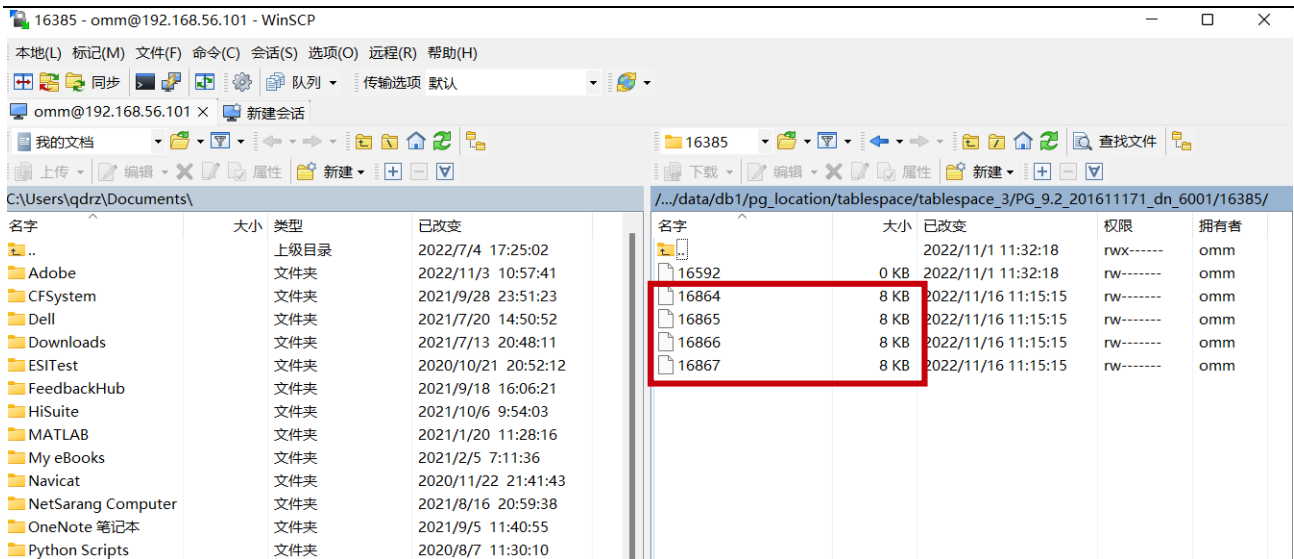 16385 - omm@192.168.56.101 - WinSCP
本地(L) 标记(M) 文件(F) 命令(C) 会话(S) 选项(O) 远程(R) 帮助(H)
同步 队列 传输选项 默认
omm@192.168.56.101 × 新建会话
我的文档 16385 查找文件
上传 编辑 属性 新建 下载 编辑 属性 新建
C:\Users\qdrz\Documents\ /.../data/db1/pg_location/tablespace/tablespace_3/PG_9.2_201611171_dn_6001/16385/
名字 大小 类型 已改变 名字 大小 已改变 权限 拥有者
.. 上级目录 2022/7/4 17:25:02 .. 2022/11/1 11:32:18 rwx------ omm
Adobe 文件夹 2022/11/3 10:57:41 16592 0 KB 2022/11/1 11:32:18 rw------- omm
CFSystem 文件夹 2021/9/28 23:51:23 16864 8 KB 2022/11/16 11:15:15 rw------- omm
Dell 文件夹 2021/7/20 14:50:52 16865 8 KB 2022/11/16 11:15:15 rw------- omm
Downloads 文件夹 2021/7/13 20:48:11 16866 8 KB 2022/11/16 11:15:15 rw------- omm
ESITest 文件夹 2020/10/21 20:52:12 16867 8 KB 2022/11/16 11:15:15 rw------- omm
FeedbackHub 文件夹 2021/9/18 16:06:21
HiSuite 文件夹 2021/10/6 9:54:03
MATLAB 文件夹 2021/1/20 11:28:16
My eBooks 文件夹 2021/2/5 7:11:36
Navicat 文件夹 2020/11/22 21:41:43
NetSarang Computer 文件夹 2021/8/16 20:59:38
OneNote 笔记本 文件夹 2021/9/5 11:40:55
Python Scripts 文件夹 2020/8/7 11:30:10